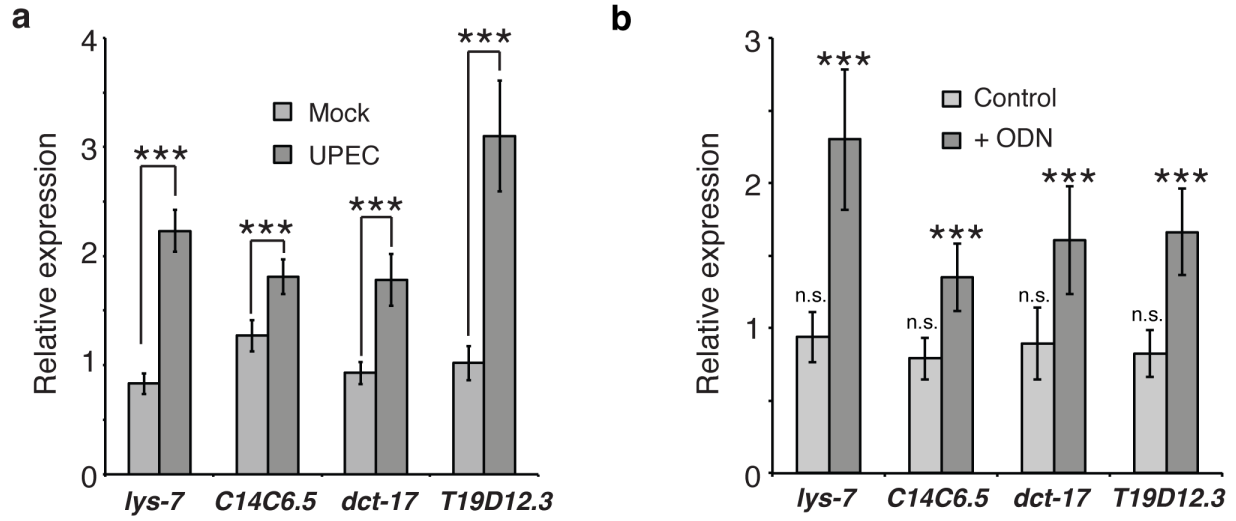 a
Relative expression
4
3
2
1
0
***
***
***
***
Mock
UPEC
lys-7 C14C6.5 dct-17 T19D12.3
b
Relative expression
3
2
1
0
***
***
***
***
n.s.
n.s.
n.s.
n.s.
Control
+ ODN
lys-7 C14C6.5 dct-17 T19D12.3